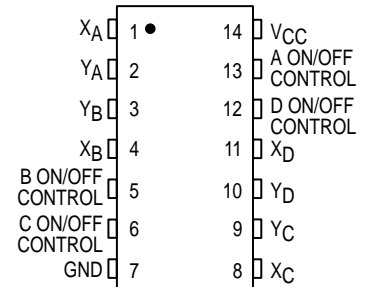 XA 1 14 VCC
YA 2 13 A ON/OFF CONTROL
YB 3 12 D ON/OFF CONTROL
XB 4 11 XD
B ON/OFF CONTROL 5 10 YD
C ON/OFF CONTROL 6 9 YC
GND 7 8 XC